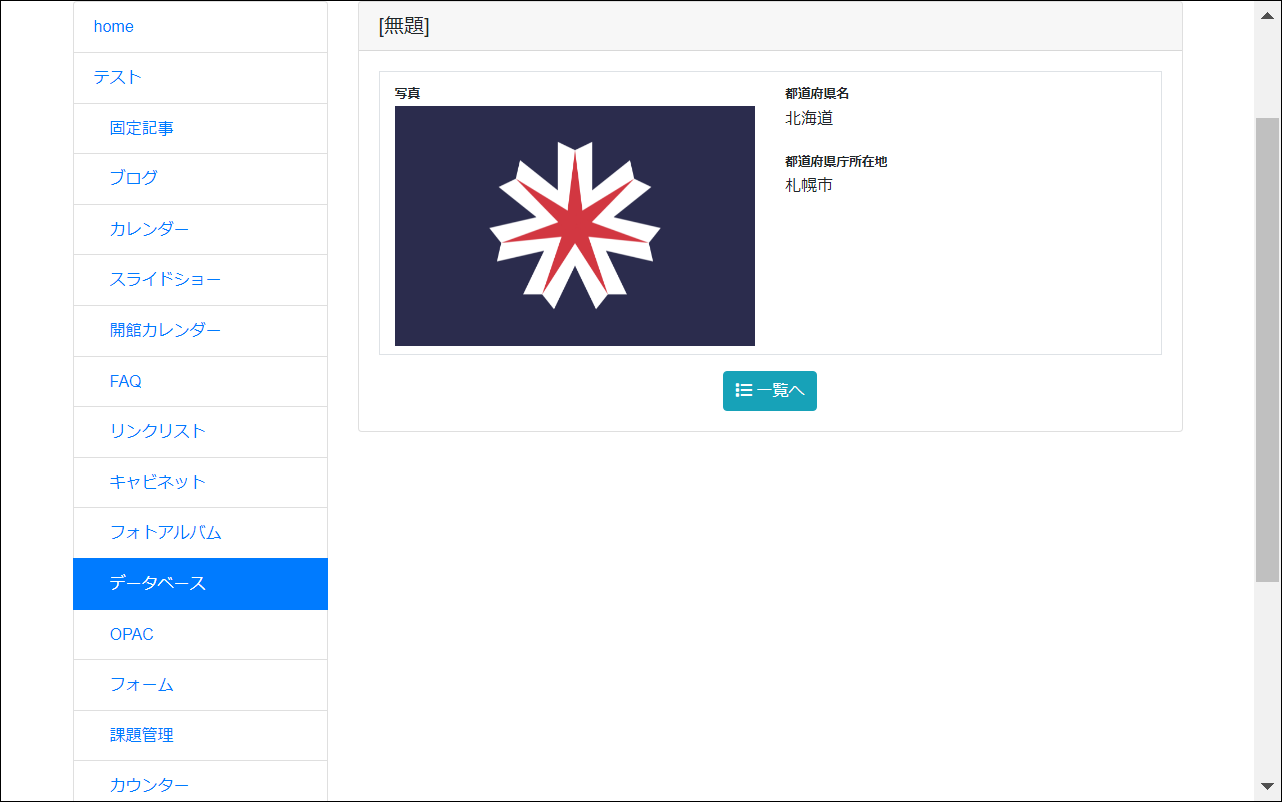 home
テスト
固定記事
ブログ
カレンダー
スライドショー
開館カレンダー
FAQ
リンクリスト
キャビネット
フォトアルバム
データベース
OPAC
フォーム
課題管理
カウンター
[無題]
写真
都道府県名
北海道
都道府県庁所在地
札幌市
一覧へ